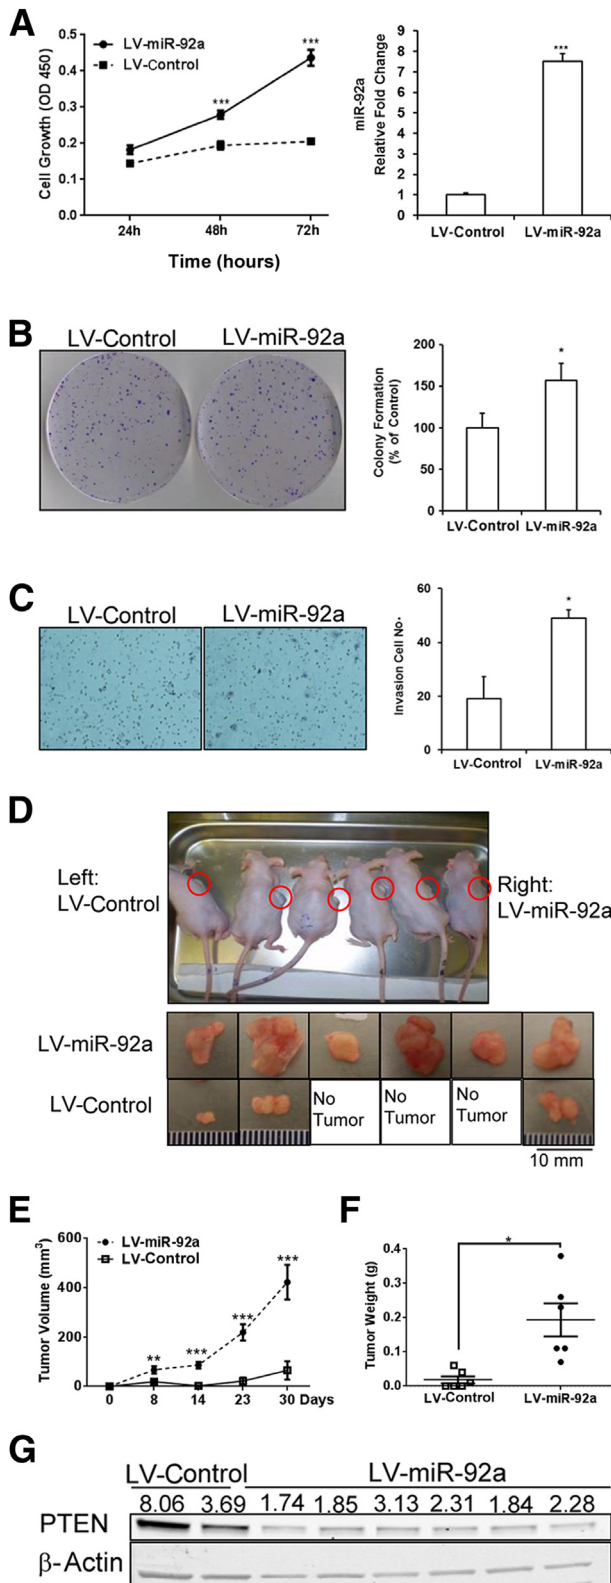 A
LV-miR-92a
LV-Control
Cell Growth (OD 450)
0.5
0.4
0.3
0.2
0.1
0.0
***
***
24h
48h
72h
Time (hours)
miR-92a
Relative Fold Change
9
8
7
6
5
4
3
2
1
0
***
LV-Control
LV-miR-92a
B
LV-Control
LV-miR-92a
Colony Formation
(% of Control)
200
150
100
50
0
*
LV-Control
LV-miR-92a
C
LV-Control
LV-miR-92a
Invasion Cell No-
60
40
20
0
*
LV-Control
LV-miR-92a
D
Left:
LV-Control
Right:
LV-miR-92a
LV-miR-92a
LV-Control
No
Tumor
No
Tumor
No
Tumor
10 mm
E
LV-miR-92a
LV-Control
Tumor Volume (mm³)
600
400
200
0
**
***
***
***
0
8
14
23
30 Days
F
Tumor Weight (g)
0.4
0.3
0.2
0.1
0.0
*
LV-Control
LV-miR-92a
G
LV-Control
LV-miR-92a
8.06 3.69 1.74 1.85 3.13 2.31 1.84 2.28
PTEN
β-Actin